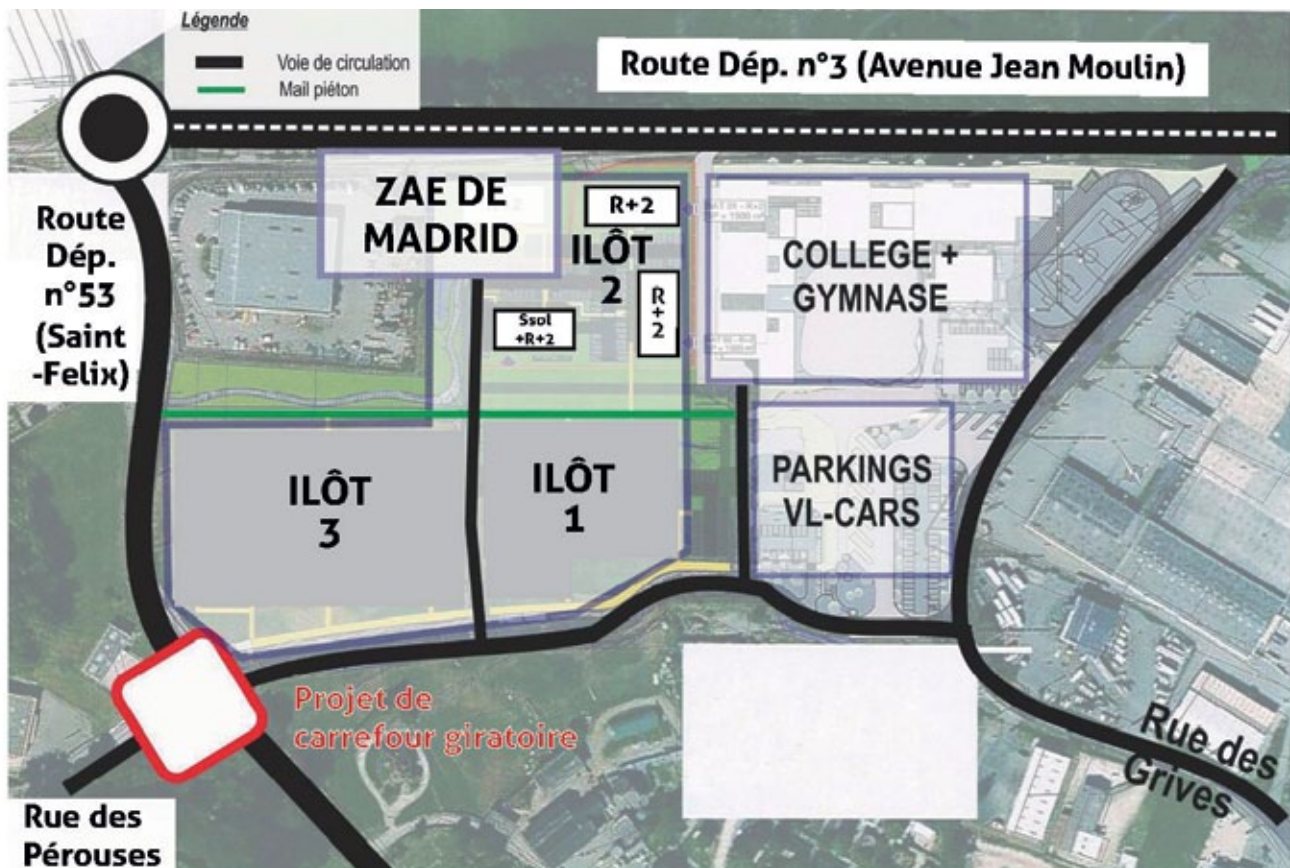 Légende
Voie de circulation
Mail piéton
Route Dép. n°3 (Avenue Jean Moulin)
Route
Dép.
n°53
(Saint
-Felix)
ZAE DE
MADRID
R+2
ILÔT
2
R
+
2
Ssol
+R+2
COLLEGE +
GYMNASE
ILÔT
3
ILÔT
1
PARKINGS
VL-CARS
Projet de
carrefour giratoire
Rue des
Grives
Rue des
Pérouses